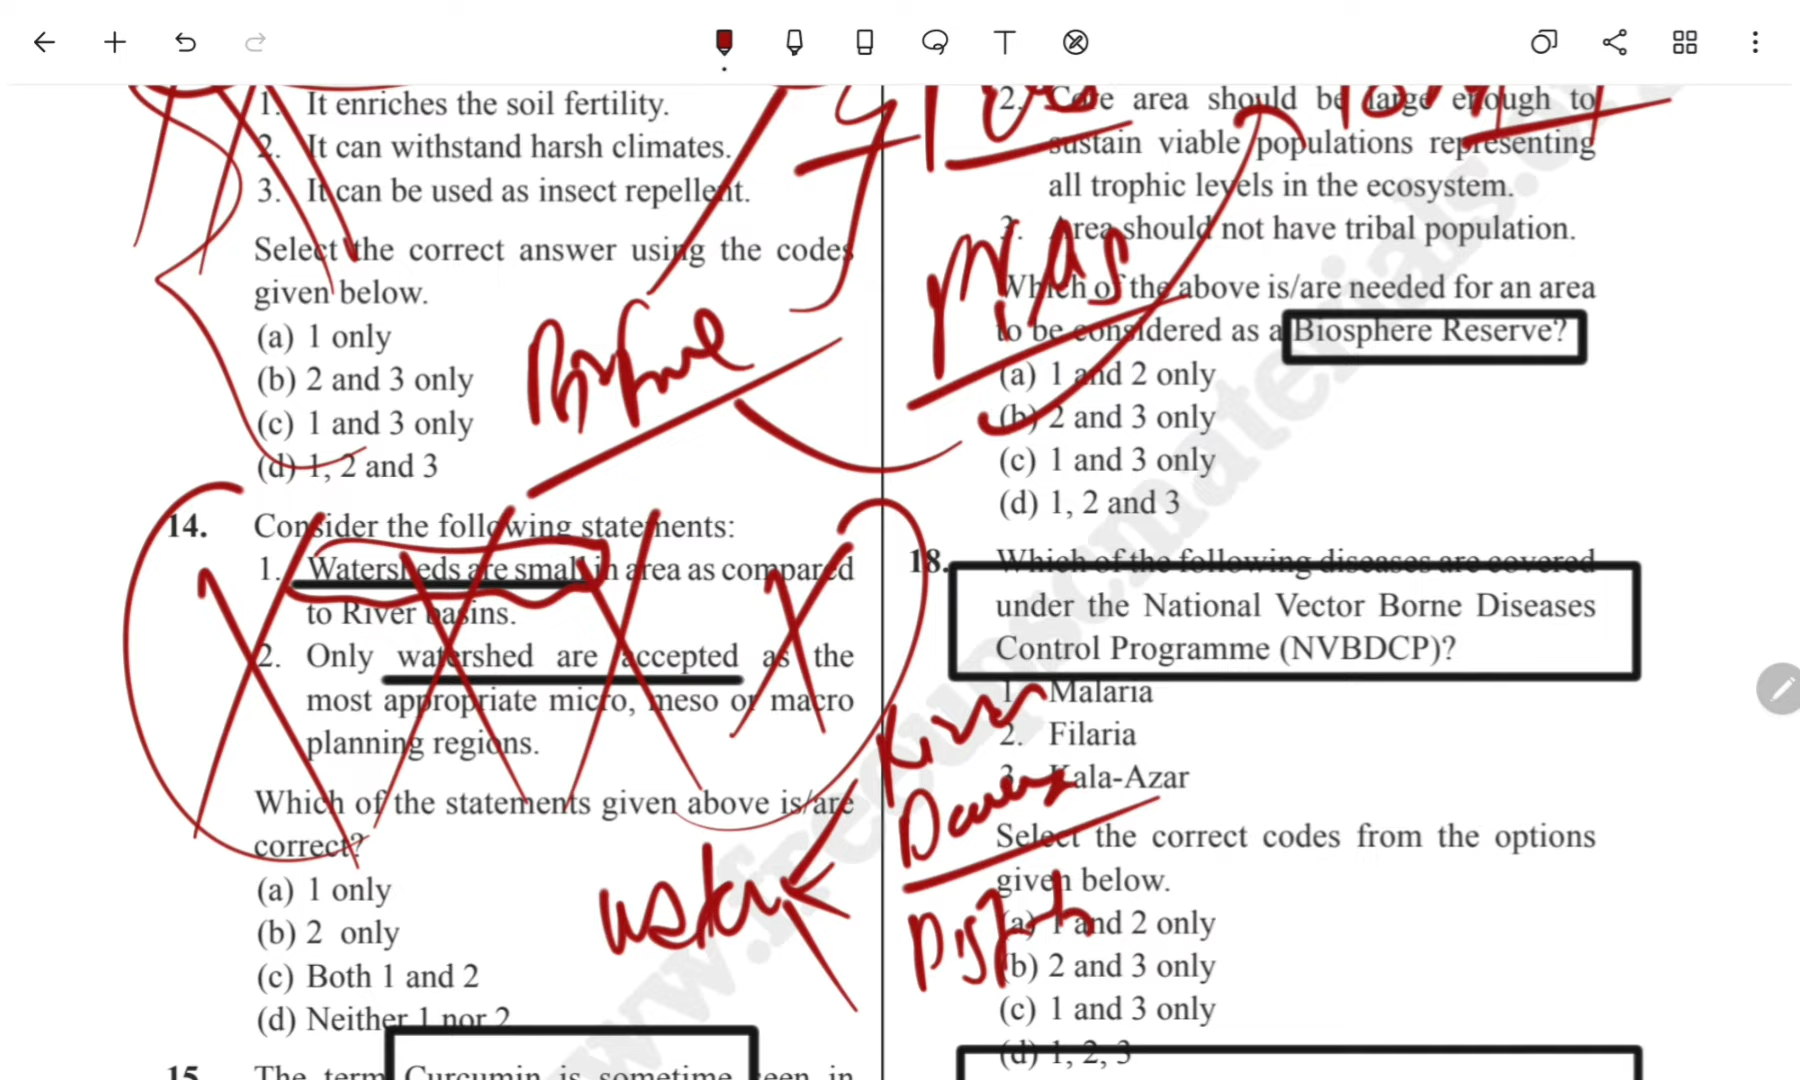 1. It enriches the soil fertility.
2. It can withstand harsh climates.
3. It can be used as insect repellent.
Select the correct answer using the codes
given below.
(a) 1 only
(b) 2 and 3 only
(c) 1 and 3 only
(d) 1, 2 and 3
14. Consider the following statements:
1. Watersheds are small in area as compared
to River basins.
2. Only watershed are accepted as the
most appropriate micro, meso or macro
planning regions.
Which of the statements given above is/are
correct?
(a) 1 only
(b) 2 only
(c) Both 1 and 2
(d) Neither 1 nor 2
15 The term Curcumin is sometime seen in
2. Core area should be large enough to
sustain viable populations representing
all trophic levels in the ecosystem.
3. Area should not have tribal population.
Which of the above is/are needed for an area
to be considered as a Biosphere Reserve?
(a) 1 and 2 only
(b) 2 and 3 only
(c) 1 and 3 only
(d) 1, 2 and 3
18. Which of the following diseases are covered
under the National Vector Borne Diseases
Control Programme (NVBDCP)?
1. Malaria
2. Filaria
3. Kala-Azar
Select the correct codes from the options
given below.
(a) 1 and 2 only
(b) 2 and 3 only
(c) 1 and 3 only
(d) 1, 2, 3
www.freeupscmaterials.